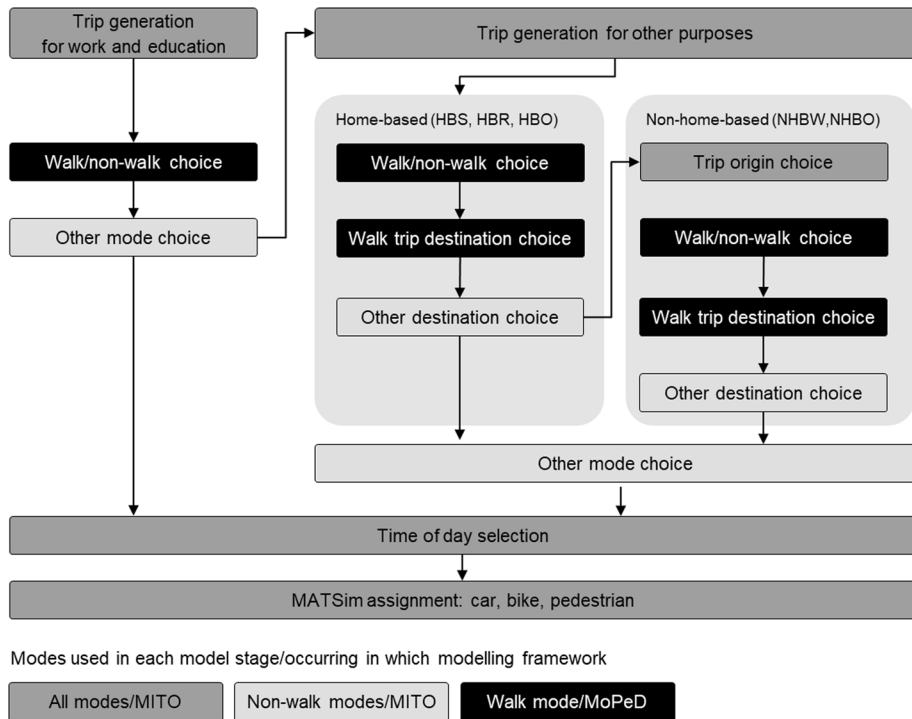 Trip generation
for work and education
Trip generation for other purposes
Home-based (HBS, HBR, HBO)
Non-home-based (NHBW,NHBO)
Walk/non-walk choice
Walk/non-walk choice
Trip origin choice
Other mode choice
Walk trip destination choice
Walk/non-walk choice
Other destination choice
Walk trip destination choice
Other destination choice
Other mode choice
Time of day selection
MATSim assignment: car, bike, pedestrian
Modes used in each model stage/occurring in which modelling framework
All modes/MITO
Non-walk modes/MITO
Walk mode/MoPeD